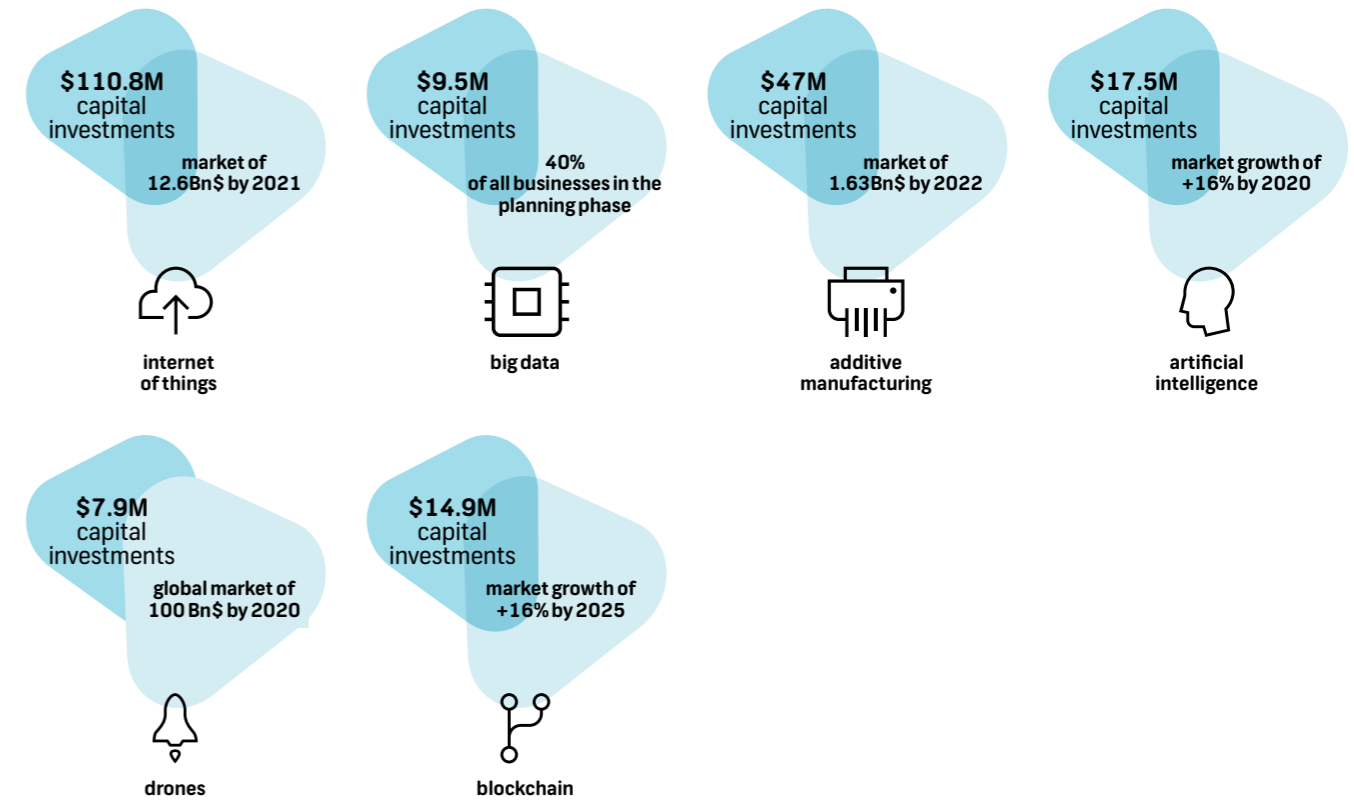 $110.8M
capital
investments
market of
12.6Bn$ by 2021
internet
of things
$9.5M
capital
investments
40%
of all businesses in the
planning phase
big data
$47M
capital
investments
market of
1.63Bn$ by 2022
additive
manufacturing
$17.5M
capital
investments
market growth of
+16% by 2020
artificial
intelligence
$7.9M
capital
investments
global market of
100 Bn$ by 2020
drones
$14.9M
capital
investments
market growth of
+16% by 2025
blockchain